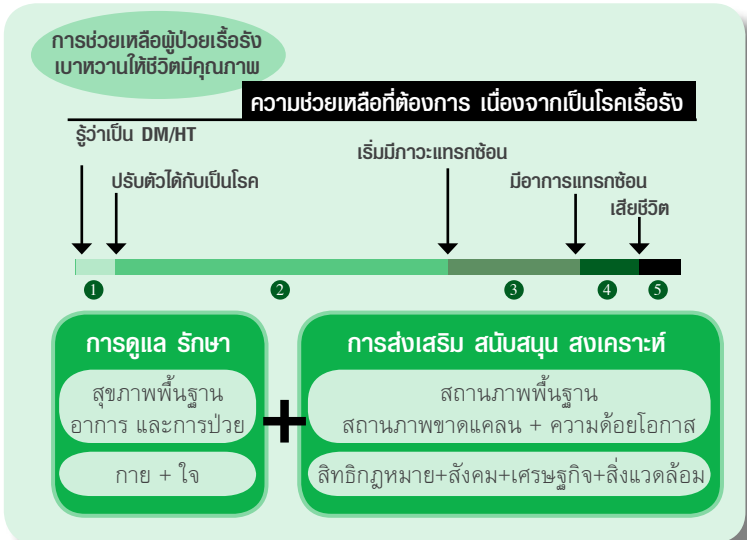 การช่วยเหลือผู้ป่วยเรื้อรัง
เบาหวานให้ชีวิตมีคุณภาพ
ความช่วยเหลือที่ต้องการ เนื่องจากเป็นโรคเรื้อรัง
รู้ว่าเป็น DM/HT
เริ่มมีภาวะแทรกซ้อน
ปรับตัวได้กับเป็นโรค
มีอาการแทรกซ้อน
เสียชีวิต
1 2 3 4 5
การดูแล รักษา
สุขภาพพื้นฐาน
อาการ และการป่วย
กาย + ใจ
+
การส่งเสริม สนับสนุน สงเคราะห์
สถานภาพพื้นฐาน
สถานภาพขาดแคลน + ความด้อยโอกาส
สิทธิกฎหมาย+สังคม+เศรษฐกิจ+สิ่งแวดล้อม